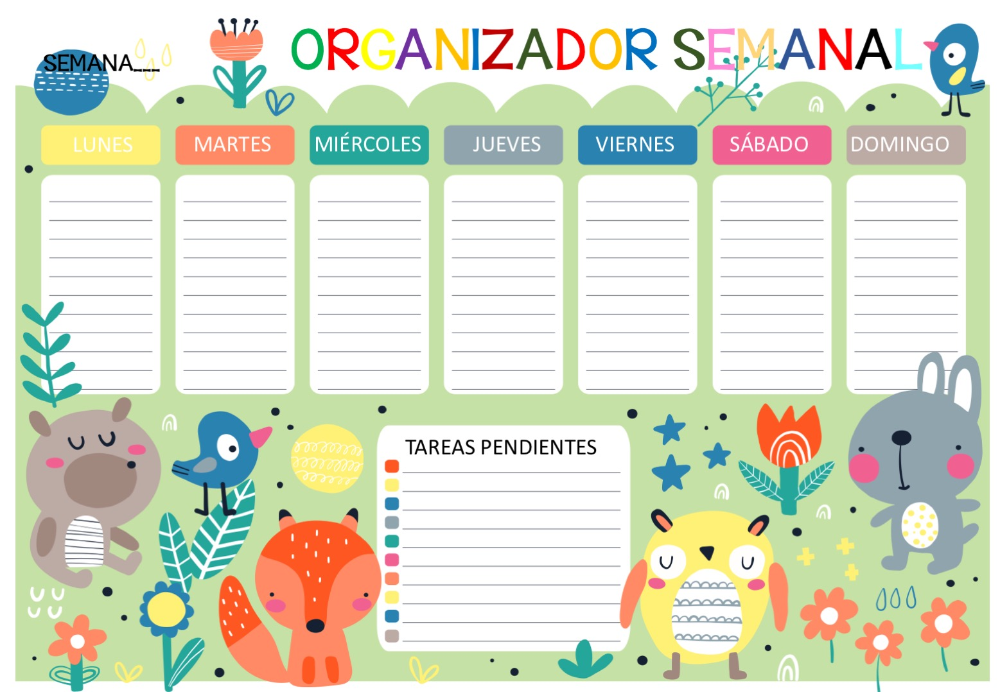 ORGANIZADOR SEMANAL
SEMANA___
LUNES MARTES MIÉRCOLES JUEVES VIERNES SÁBADO DOMINGO
TAREAS PENDIENTES